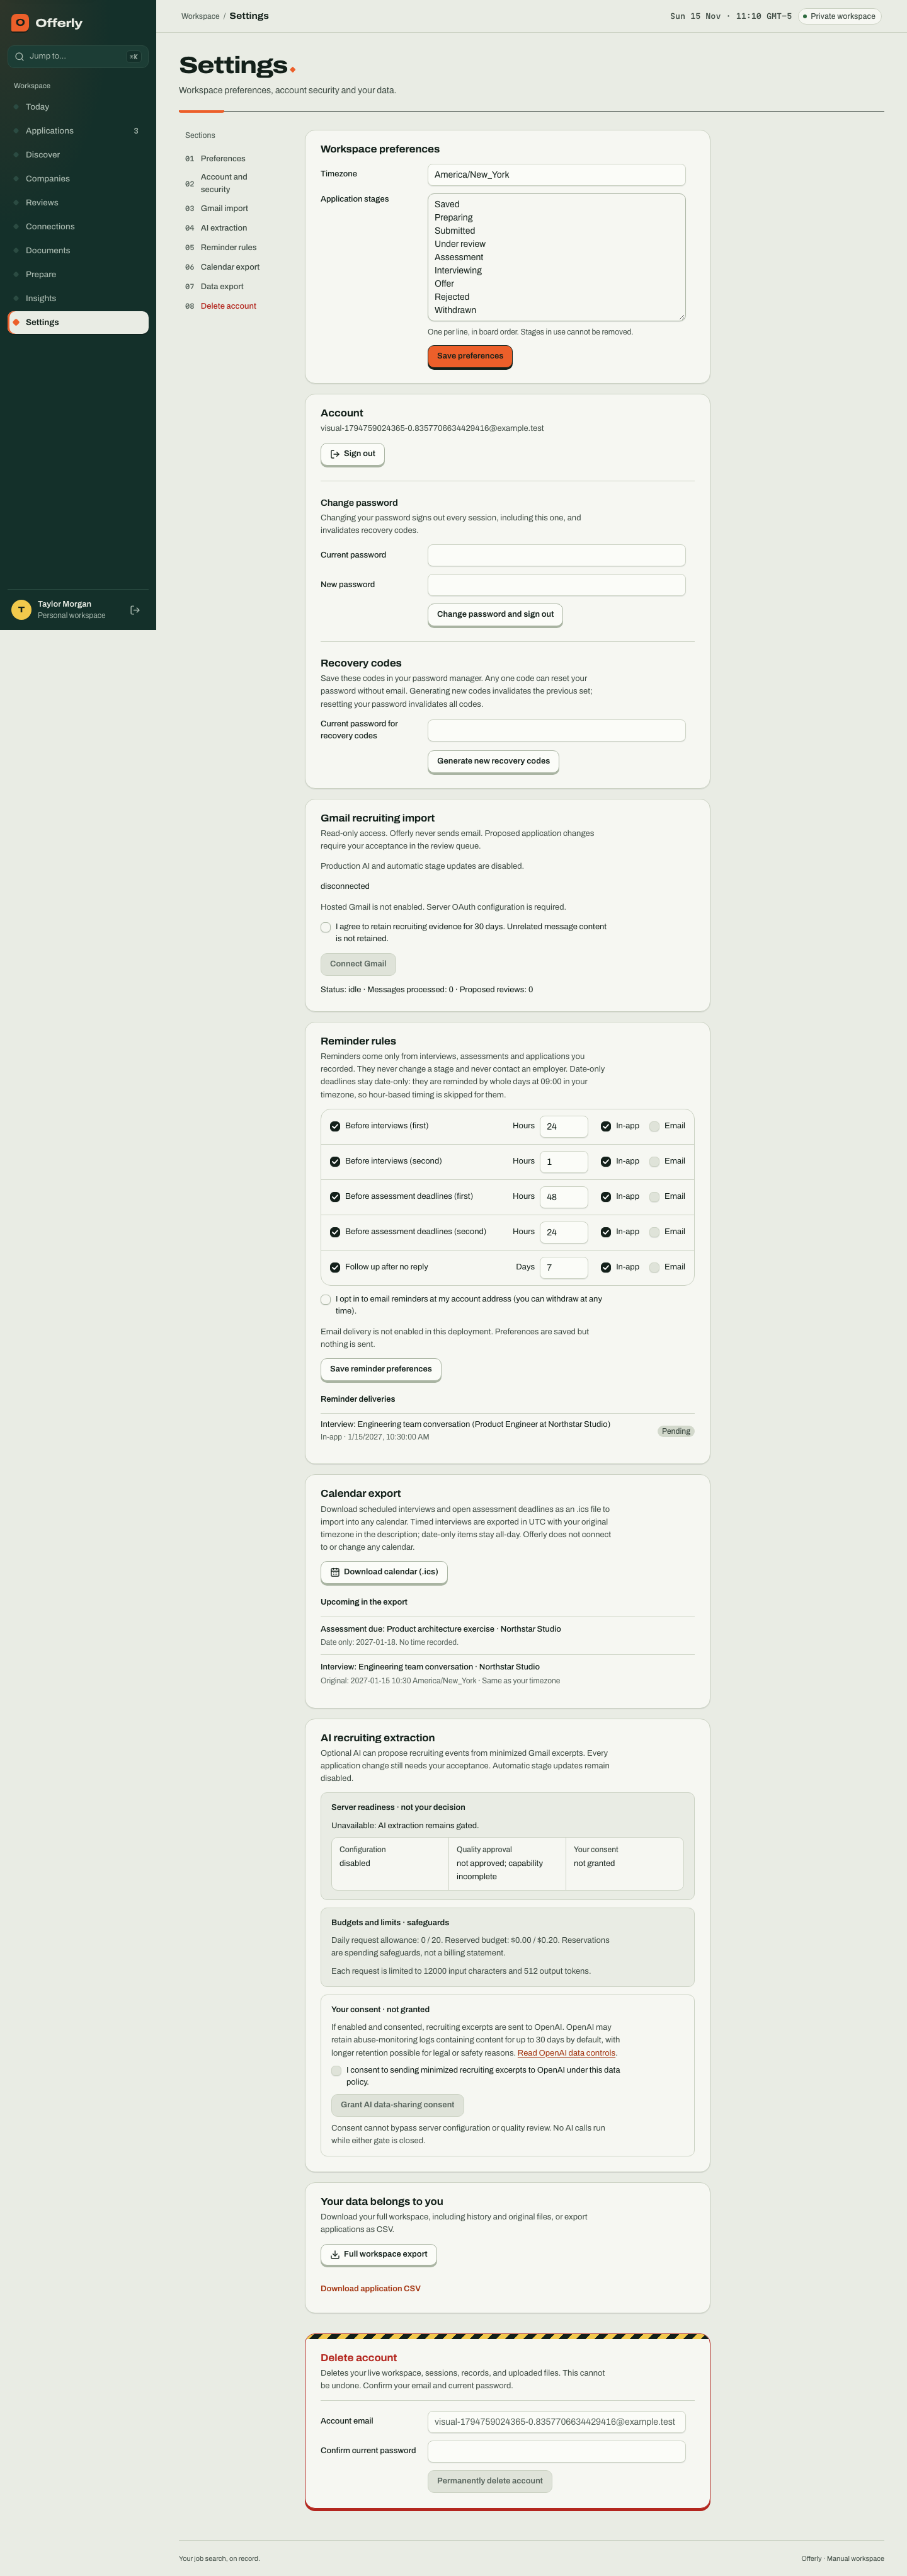 O Offerly
Jump to... ⌘K
Workspace
Today
Applications 3
Discover
Companies
Reviews
Connections
Documents
Prepare
Insights
Settings
T Taylor Morgan
Personal workspace
Workspace / Settings
Sun 15 Nov · 11:10 GMT-5 Private workspace
Settings.
Workspace preferences, account security and your data.
Sections
01 Preferences
02 Account and
security
03 Gmail import
04 AI extraction
05 Reminder rules
06 Calendar export
07 Data export
08 Delete account
Workspace preferences
Timezone America/New_York
Application stages Saved
Preparing
Submitted
Under review
Assessment
Interviewing
Offer
Rejected
Withdrawn
One per line, in board order. Stages in use cannot be removed.
Save preferences
Account
visual-1794759024365-0.8357706634429416@example.test
Sign out
Change password
Changing your password signs out every session, including this one, and
invalidates recovery codes.
Current password
New password
Change password and sign out
Recovery codes
Save these codes in your password manager. Any one code can reset your
password without email. Generating new codes invalidates the previous set;
resetting your password invalidates all codes.
Current password for
recovery codes
Generate new recovery codes
Gmail recruiting import
Read-only access. Offerly never sends email. Proposed application changes
require your acceptance in the review queue.
Production AI and automatic stage updates are disabled.
disconnected
Hosted Gmail is not enabled. Server OAuth configuration is required.
I agree to retain recruiting evidence for 30 days. Unrelated message content
is not retained.
Connect Gmail
Status: idle · Messages processed: 0 · Proposed reviews: 0
Reminder rules
Reminders come only from interviews, assessments and applications you
recorded. They never change a stage and never contact an employer. Date-only
deadlines stay date-only: they are reminded by whole days at 09:00 in your
timezone, so hour-based timing is skipped for them.
Before interviews (first) Hours 24 In-app Email
Before interviews (second) Hours 1 In-app Email
Before assessment deadlines (first) Hours 48 In-app Email
Before assessment deadlines (second) Hours 24 In-app Email
Follow up after no reply Days 7 In-app Email
I opt in to email reminders at my account address (you can withdraw at any
time).
Email delivery is not enabled in this deployment. Preferences are saved but
nothing is sent.
Save reminder preferences
Reminder deliveries
Interview: Engineering team conversation (Product Engineer at Northstar Studio)
In-app · 1/15/2027, 10:30:00 AM
Pending
Calendar export
Download scheduled interviews and open assessment deadlines as an .ics file to
import into any calendar. Timed interviews are exported in UTC with your original
timezone in the description; date-only items stay all-day. Offerly does not connect
to or change any calendar.
Download calendar (.ics)
Upcoming in the export
Assessment due: Product architecture exercise · Northstar Studio
Date only: 2027-01-18. No time recorded.
Interview: Engineering team conversation · Northstar Studio
Original: 2027-01-15 10:30 America/New_York · Same as your timezone
AI recruiting extraction
Optional AI can propose recruiting events from minimized Gmail excerpts. Every
application change still needs your acceptance. Automatic stage updates remain
disabled.
Server readiness · not your decision
Unavailable: AI extraction remains gated.
Configuration
disabled
Quality approval
not approved; capability
incomplete
Your consent
not granted
Budgets and limits · safeguards
Daily request allowance: 0 / 20. Reserved budget: $0.00 / $0.20. Reservations
are spending safeguards, not a billing statement.
Each request is limited to 12000 input characters and 512 output tokens.
Your consent · not granted
If enabled and consented, recruiting excerpts are sent to OpenAI. OpenAI may
retain abuse-monitoring logs containing content for up to 30 days by default, with
longer retention possible for legal or safety reasons. Read OpenAI data controls.
I consent to sending minimized recruiting excerpts to OpenAI under this data
policy.
Grant AI data-sharing consent
Consent cannot bypass server configuration or quality review. No AI calls run
while either gate is closed.
Your data belongs to you
Download your full workspace, including history and original files, or export
applications as CSV.
Full workspace export
Download application CSV
Delete account
Deletes your live workspace, sessions, records, and uploaded files. This cannot
be undone. Confirm your email and current password.
Account email visual-1794759024365-0.8357706634429416@example.test
Confirm current password
Permanently delete account
Your job search, on record.
Offerly · Manual workspace